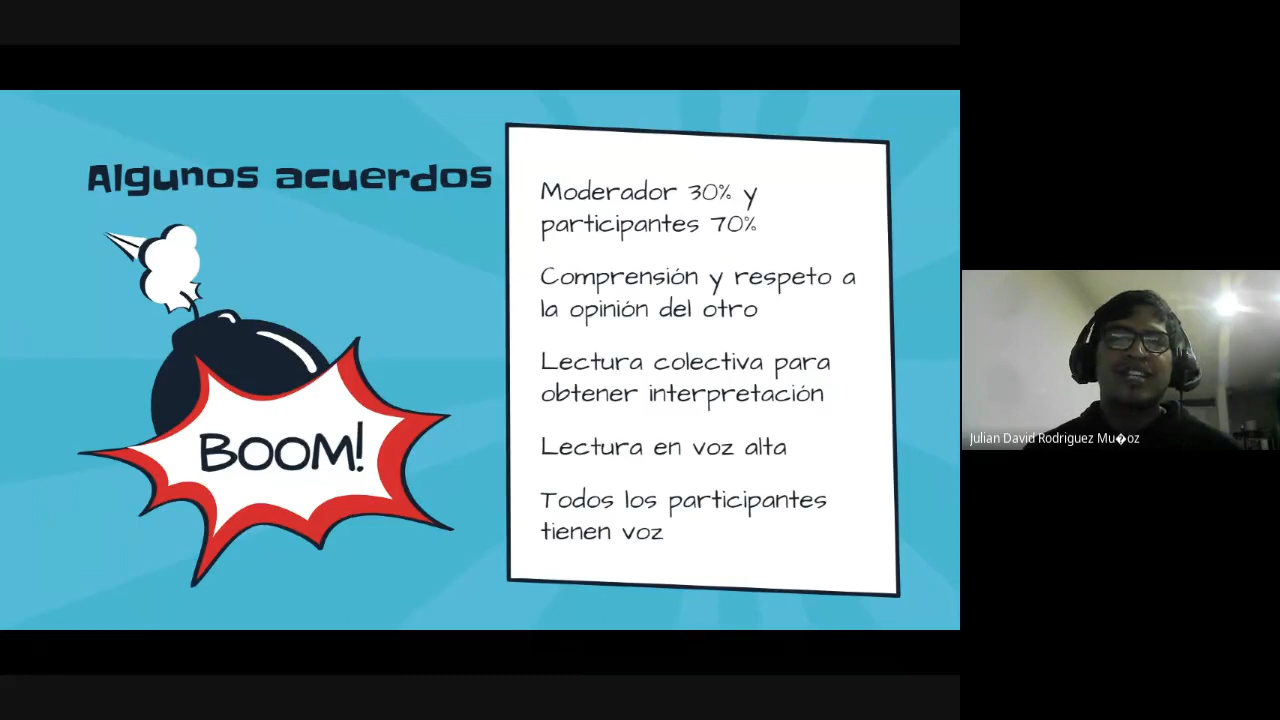 Algunos acuerdos
BOOM!
Moderador 30% y
participantes 70%
Comprensión y respeto a
la opinión del otro
Lectura colectiva para
obtener interpretación
Lectura en voz alta
Todos los participantes
tienen voz
Julian David Rodriguez Mu�oz